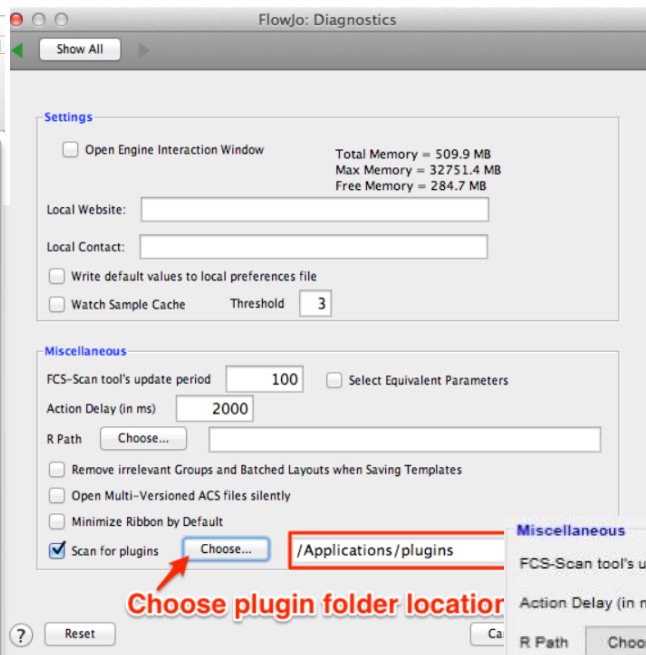 FlowJo: Diagnostics
Show All
Settings
Open Engine Interaction Window
Total Memory = 509.9 MB
Max Memory = 32751.4 MB
Free Memory = 284.7 MB
Local Website:
Local Contact:
Write default values to local preferences file
Watch Sample Cache Threshold 3
Miscellaneous
FCS-Scan tool's update period 100 Select Equivalent Parameters
Action Delay (in ms) 2000
R Path Choose...
Remove irrelevant Groups and Batched Layouts when Saving Templates
Open Multi-Versioned ACS files silently
Minimize Ribbon by Default
Scan for plugins Choose... /Applications/plugins
Choose plugin folder location
? Reset
Miscellaneous
FCS-Scan tool's
Action Delay (in
R Path